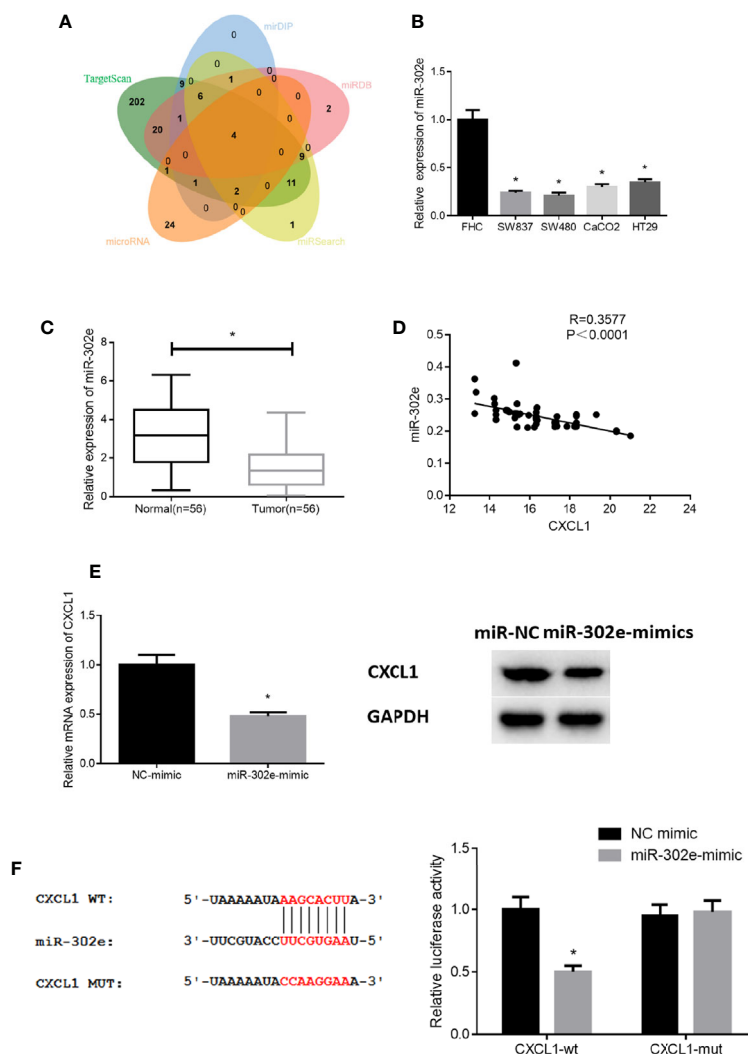 A
mirDIP
TargetScan
miRDB
microRNA
miRSearch
0
0
0
9
0
1
0
202
6
0
2
1
20
4
0
0
0
0
9
0
1
1
0
11
2
0
0
0
24
1
B
Relative expression of miR-302e
1.5
1.0
0.5
0.0
* * * *
FHC SW837 SW480 CaCO2 HT29
C
Relative expression of miR-302e
8
6
4
2
0
*
Normal(n=56) Tumor(n=56)
D
R=0.3577
P<0.0001
miR-302e
0.5
0.4
0.3
0.2
0.1
0.0
12 14 16 18 20 22 24
CXCL1
E
Relative mRNA expression of CXCL1
1.5
1.0
0.5
0.0
*
NC-mimic miR-302e-mimic
miR-NC miR-302e-mimics
CXCL1
GAPDH
F
CXCL1 WT: 5'-UAAAAAUAAAGCACUUA-3'
miR-302e: 3'-UUCGUACCUUCGUGAAU-5'
CXCL1 MUT: 5'-UAAAAAUACCAAGGAAA-3'
NC mimic
miR-302e-mimic
Relative luciferase activity
1.5
1.0
0.5
0.0
*
CXCL1-wt CXCL1-mut